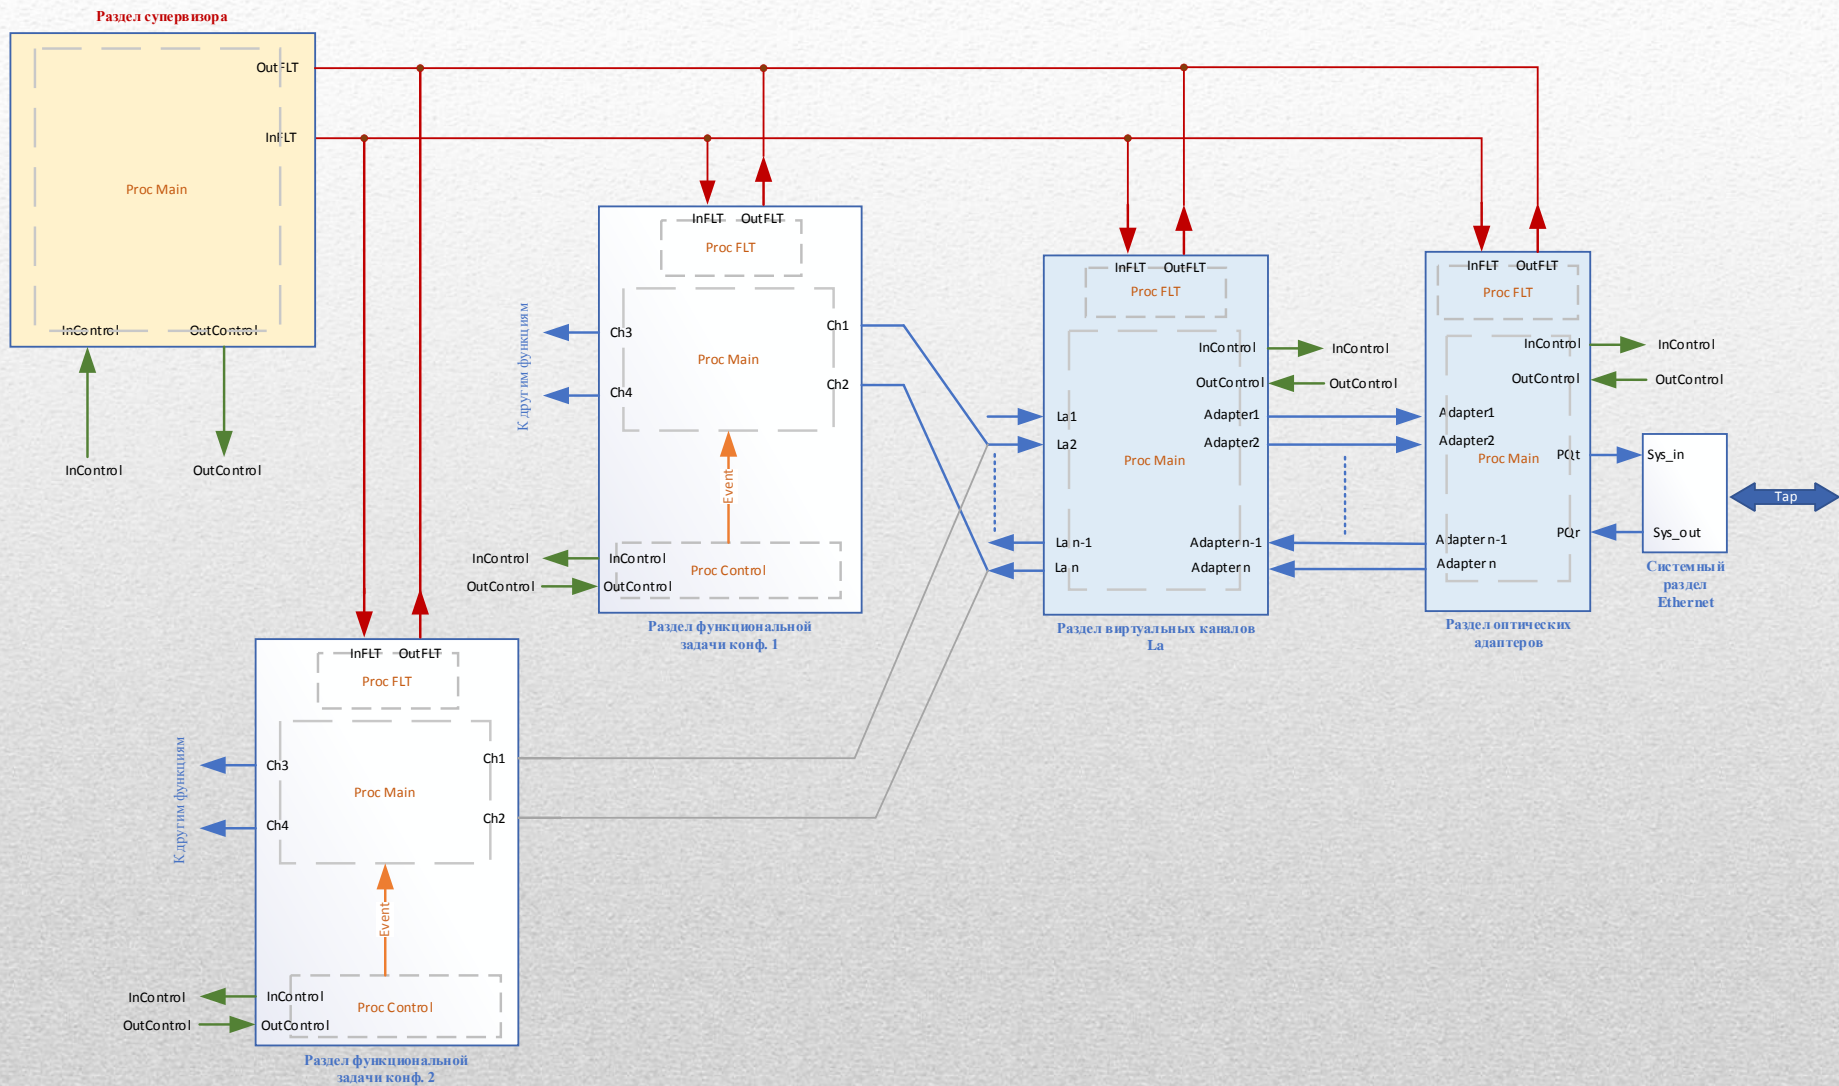 Раздел супервизора
OutFLT
InFLT
Proc Main
InControl
OutControl
InControl
OutControl
InFLT
OutFLT
Proc FLT
К другим функциям
Ch3
Ch4
Proc Main
Ch1
Ch2
Event
InControl
InControl
OutControl
OutControl
Proc Control
Раздел функциональной
задачи конф. 1
InFLT
OutFLT
Proc FLT
InControl
InControl
OutControl
OutControl
La1
La2
Proc Main
Adapter1
Adapter2
La n-1
La n
Adapter n-1
Adapter n
Раздел виртуальных каналов
La
InFLT
OutFLT
Proc FLT
InControl
InControl
OutControl
OutControl
Adapter1
Adapter2
Proc Main
PQt
PQr
Adapter n-1
Adapter n
Раздел оптических
адаптеров
Sys_in
Sys_out
Tap
Системный
раздел
Ethernet
InFLT
OutFLT
Proc FLT
К другим функциям
Ch3
Ch4
Proc Main
Ch1
Ch2
Event
InControl
InControl
OutControl
OutControl
Proc Control
Раздел функциональной
задачи конф. 2